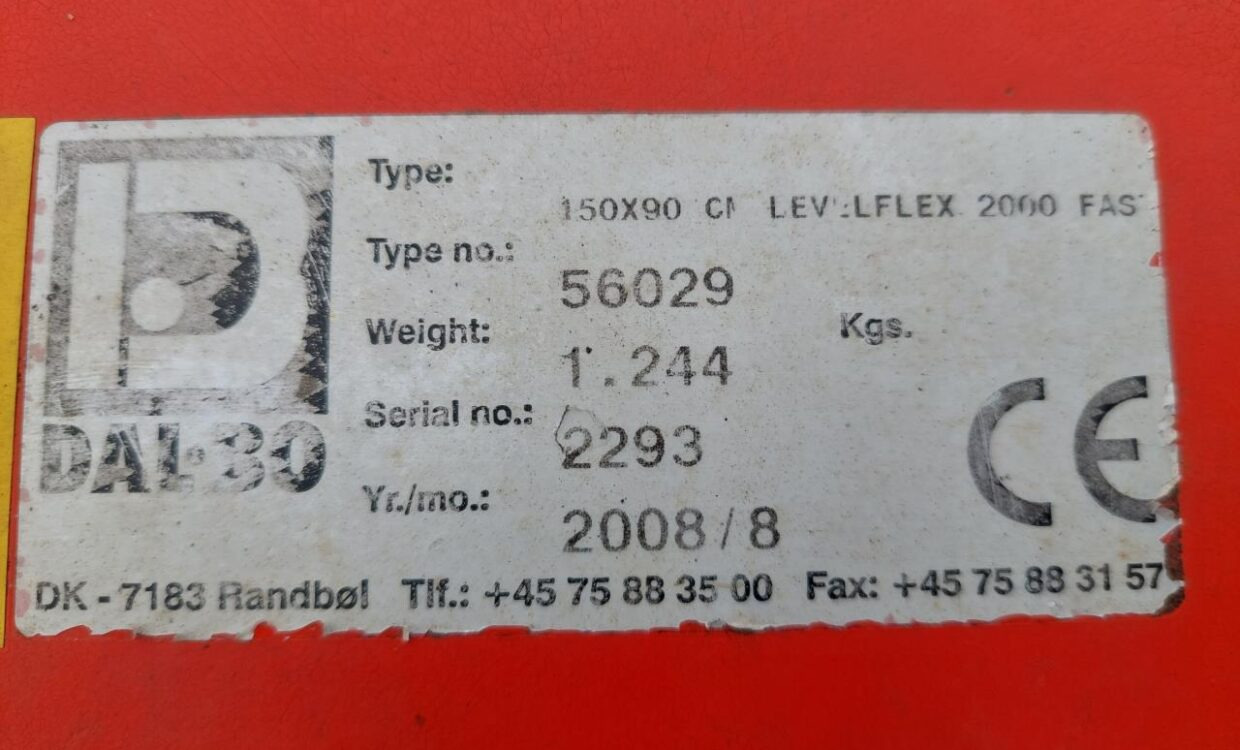 Type:
150X90 CM LEVELFLEX 2000 FAST
Type no.:
56029
Weight:
1.244 Kgs.
Serial no.:
2293
Yr./mo.:
2008/8
DAL-BO
CE
DK - 7183 Randbøl Tlf.: +45 75 88 35 00 Fax: +45 75 88 31 57